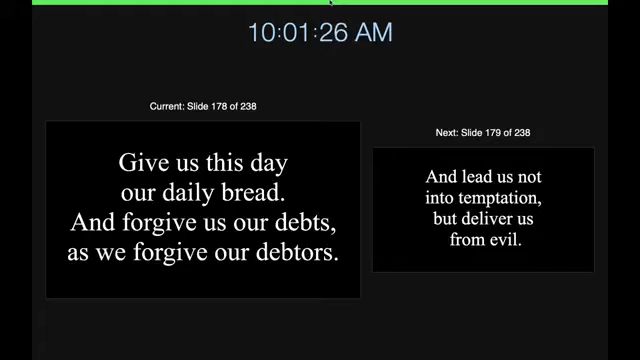 10:01:26 AM
Current: Slide 178 of 238
Give us this day
our daily bread.
And forgive us our debts,
as we forgive our debtors.
Next: Slide 179 of 238
And lead us not
into temptation,
but deliver us
from evil.